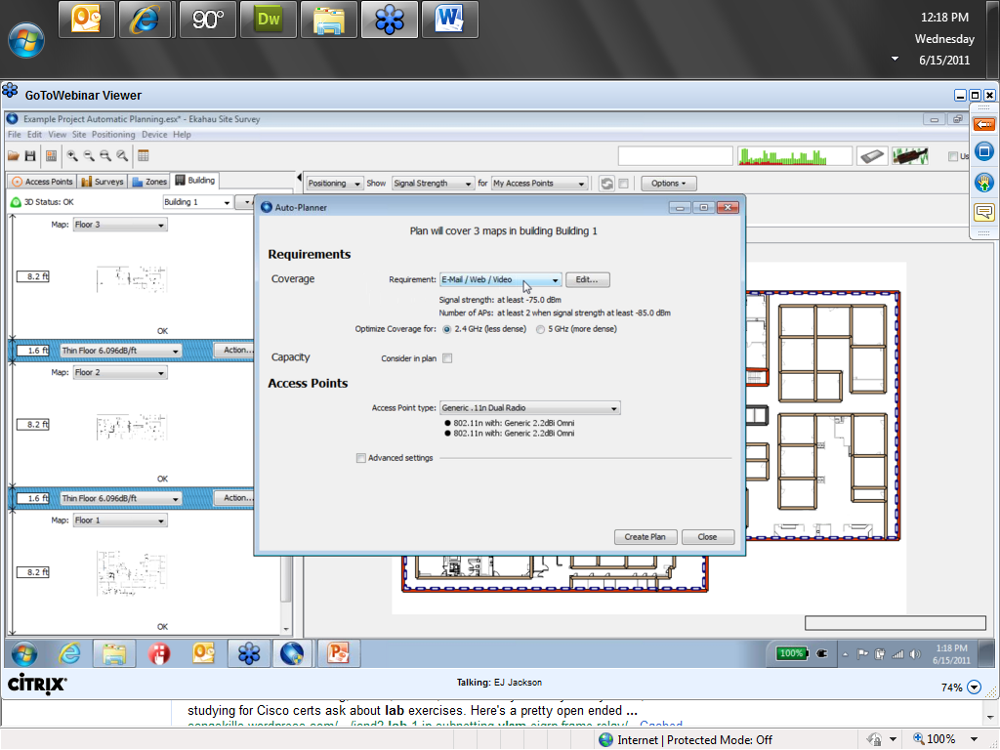 90°
Dw
W
12:18 PM
Wednesday
6/15/2011
GoToWebinar Viewer
Example Project Automatic Planning.esx* - Ekahau Site Survey
File Edit View Site Positioning Device Help
Us
Access Points Surveys Zones Building
Positioning Show Signal Strength for My Access Points Options
3D Status: OK Building 1
Map: Floor 3
8.2 ft
OK
1.6 ft Thin Floor 6.096dB/ft Action...
Map: Floor 2
8.2 ft
OK
1.6 ft Thin Floor 6.096dB/ft Action...
Map: Floor 1
8.2 ft
OK
Auto-Planner
Plan will cover 3 maps in building Building 1
Requirements
Coverage Requirement: E-Mail / Web / Video Edit...
Signal strength: at least -75.0 dBm
Number of APs: at least 2 when signal strength at least -85.0 dBm
Optimize Coverage for: 2.4 GHz (less dense) 5 GHz (more dense)
Capacity Consider in plan
Access Points
Access Point type: Generic .11n Dual Radio
802.11n with: Generic 2.2dBi Omni
802.11n with: Generic 2.2dBi Omni
Advanced settings
Create Plan Close
100%
1:18 PM
6/15/2011
CITRIX®
Talking: EJ Jackson
74%
studying for Cisco certs ask about lab exercises. Here's a pretty open ended ...
Internet | Protected Mode: Off
100%